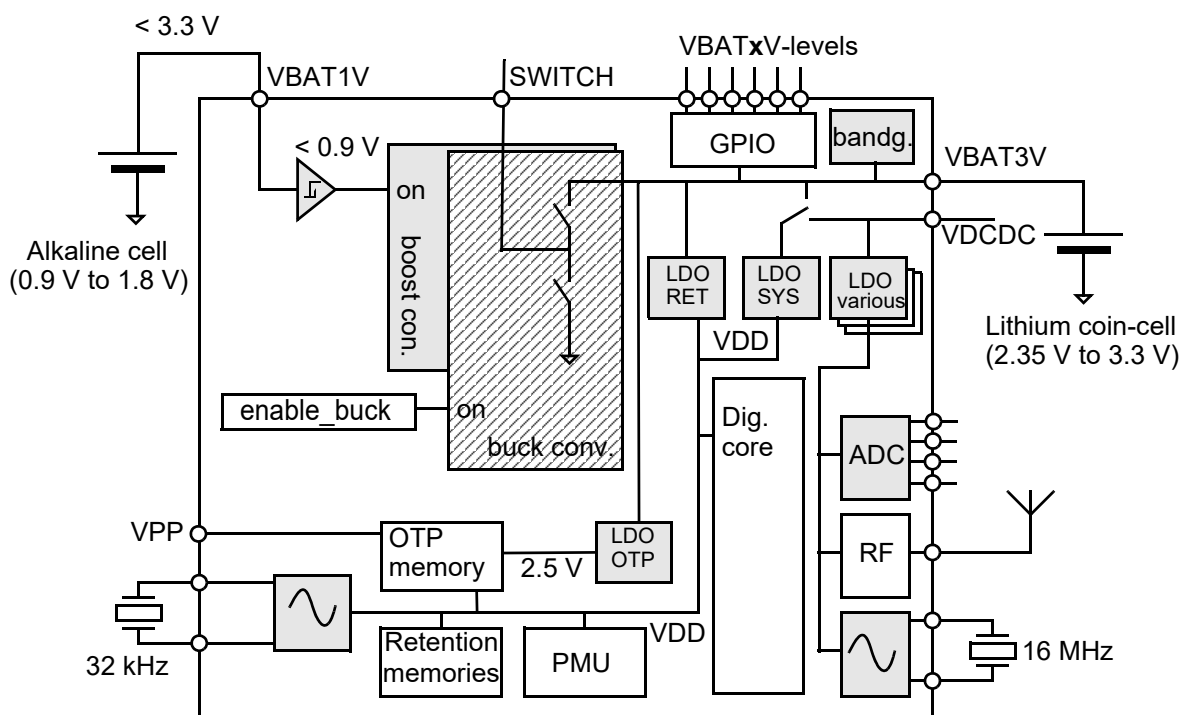 < 3.3 V
VBAT1V
SWITCH
VBATxV-levels
GPIO
bandg.
VBAT3V
< 0.9 V
on
boost con.
VDCDC
Alkaline cell
(0.9 V to 1.8 V)
LDO
RET
LDO
SYS
LDO
various
Lithium coin-cell
(2.35 V to 3.3 V)
VDD
enable_buck
on
buck conv.
Dig.
core
ADC
VPP
OTP
memory
2.5 V
LDO
OTP
RF
32 kHz
Retention
memories
PMU
VDD
16 MHz